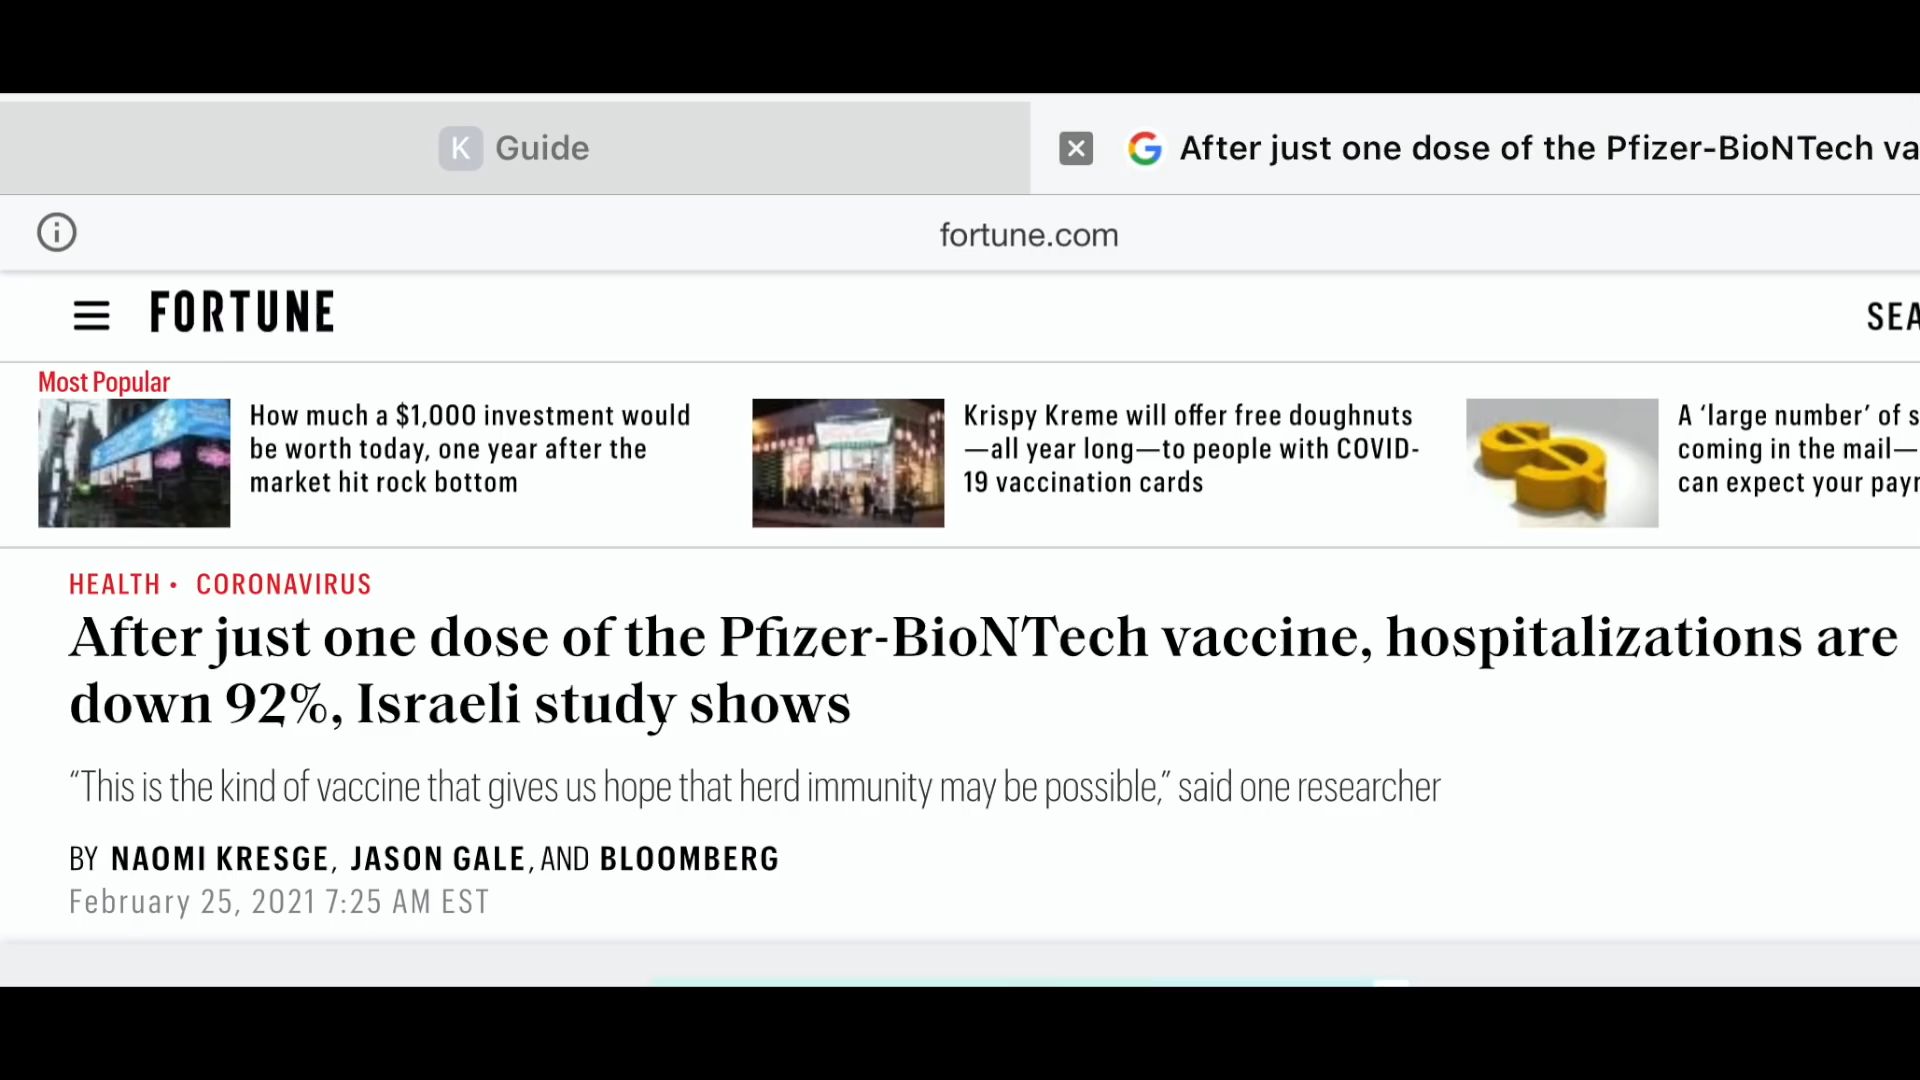 K Guide
After just one dose of the Pfizer-BioNTech va
fortune.com
FORTUNE
SEA
Most Popular
How much a $1,000 investment would
be worth today, one year after the
market hit rock bottom
Krispy Kreme will offer free doughnuts
—all year long—to people with COVID-
19 vaccination cards
A ‘large number’ of s
coming in the mail—
can expect your payr
HEALTH • CORONAVIRUS
After just one dose of the Pfizer-BioNTech vaccine, hospitalizations are
down 92%, Israeli study shows
“This is the kind of vaccine that gives us hope that herd immunity may be possible,” said one researcher
BY NAOMI KRESGE, JASON GALE, AND BLOOMBERG
February 25, 2021 7:25 AM EST